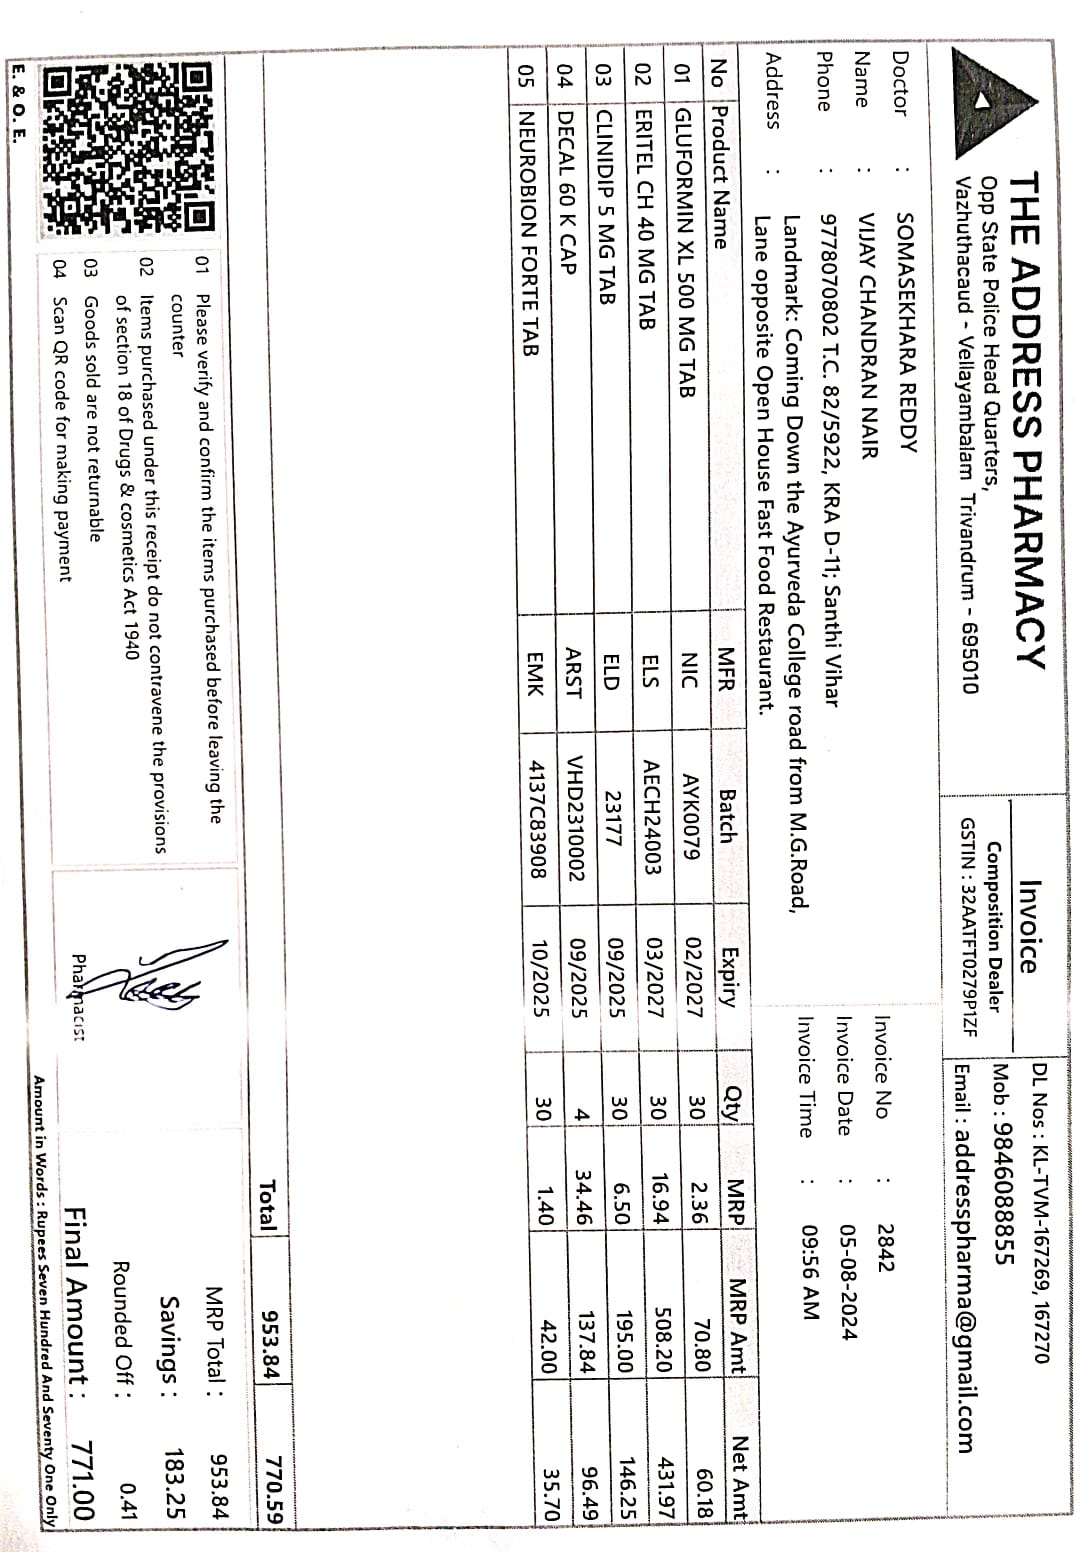 THE ADDRESS PHARMACY
Opp State Police Head Quarters,
Vazhuthacaud - Vellayambalam Trivandrum - 695010
Invoice
Composition Dealer
GSTIN : 32AATFT0279P1ZF
DL Nos : KL-TVM-167269, 167270
Mob : 9846088855
Email : addresspharma@gmail.com
Doctor : SOMASEKHARA REDDY
Name : VIJAY CHANDRAN NAIR
Phone : 9778070802 T.C. 82/5922, KRA D-11; Santhi Vihar
Address : Landmark: Coming Down the Ayurveda College road from M.G.Road,
Lane opposite Open House Fast Food Restaurant.
Invoice No : 2842
Invoice Date : 05-08-2024
Invoice Time : 09:56 AM
No Product Name MFR Batch Expiry Qty MRP MRP Amt Net Amt
01 GLUFORMIN XL 500 MG TAB NIC AYK0079 02/2027 30 2.36 70.80 60.18
02 ERITEL CH 40 MG TAB ELS AECH24003 03/2027 30 16.94 508.20 431.97
03 CLINIDIP 5 MG TAB ELD 23177 09/2025 30 6.50 195.00 146.25
04 DECAL 60 K CAP ARST VHD2310002 09/2025 4 34.46 137.84 96.49
05 NEUROBION FORTE TAB EMK 4137C83908 10/2025 30 1.40 42.00 35.70
Total 953.84 770.59
01 Please verify and confirm the items purchased before leaving the
counter
02 Items purchased under this receipt do not contravene the provisions
of section 18 of Drugs & cosmetics Act 1940
03 Goods sold are not returnable
04 Scan QR code for making payment
E. & O. E.
Pharmacist
MRP Total : 953.84
Savings : 183.25
Rounded Off : 0.41
Final Amount : 771.00
Amount in Words : Rupees Seven Hundred And Seventy One Only